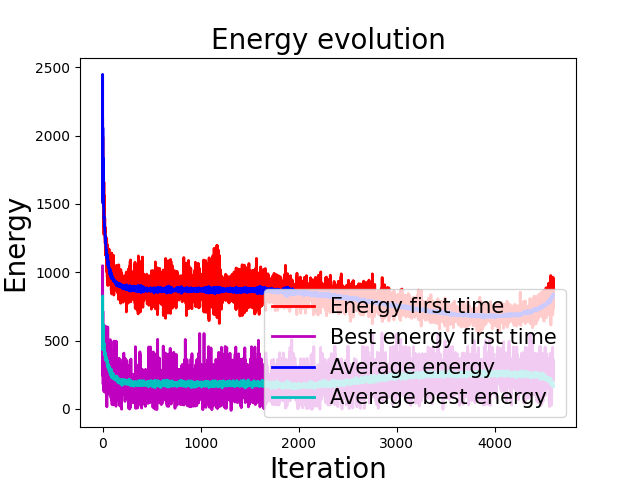 Energy evolution
2500
2000
1500
1000
500
0
Energy
Energy first time
Best energy first time
Average energy
Average best energy
0 1000 2000 3000 4000
Iteration